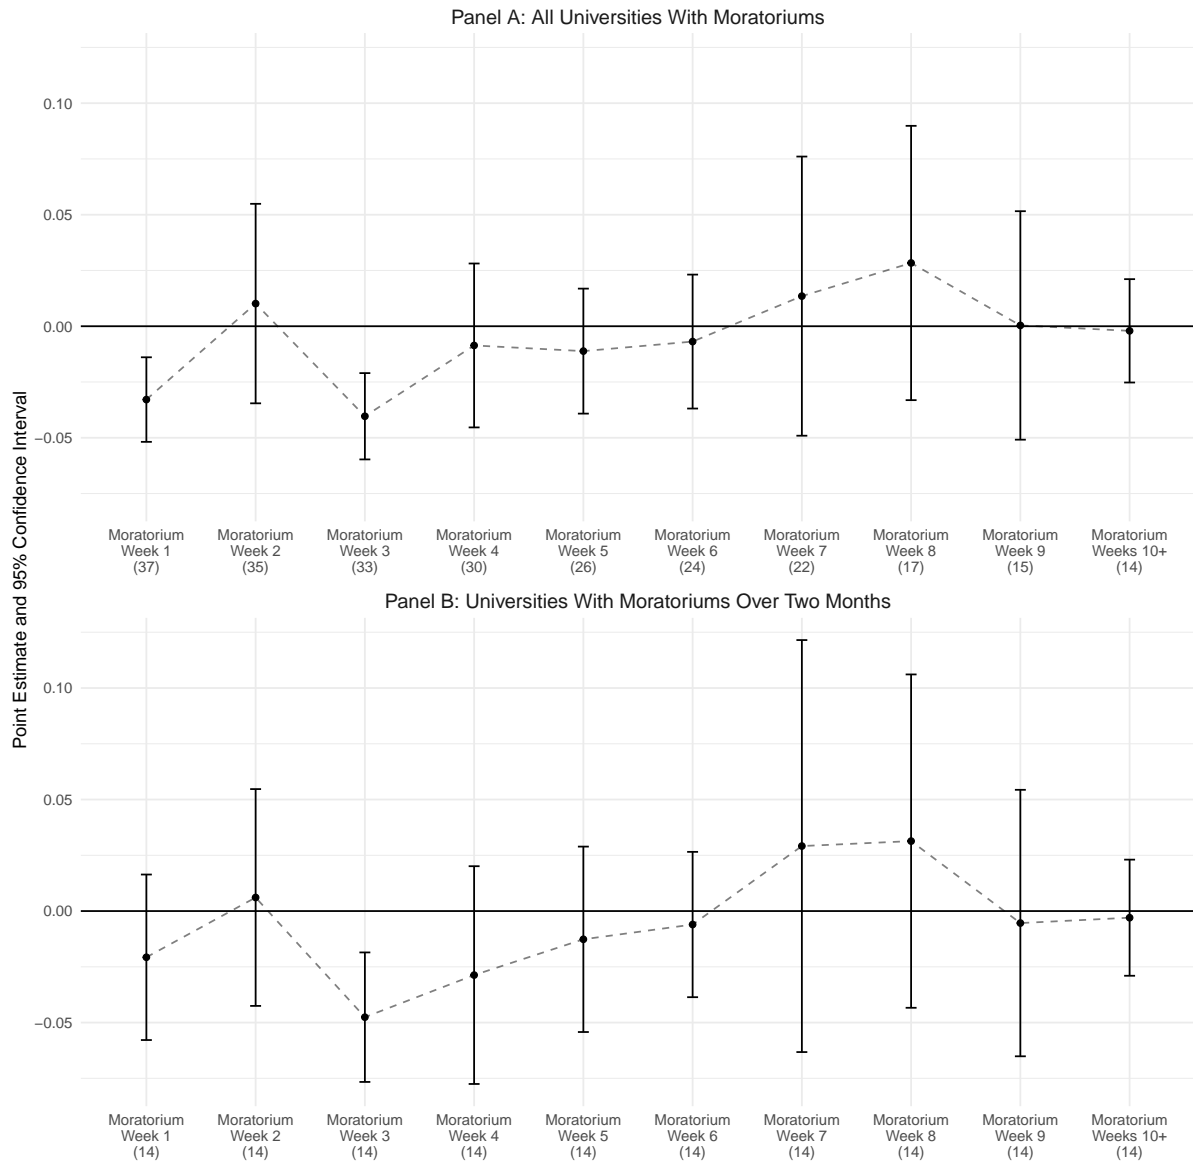 Panel A: All Universities With Moratoriums
Point Estimate and 95% Confidence Interval
0.10
0.05
0.00
−0.05
Moratorium Moratorium Moratorium Moratorium Moratorium Moratorium Moratorium Moratorium Moratorium Moratorium
Week 1 Week 2 Week 3 Week 4 Week 5 Week 6 Week 7 Week 8 Week 9 Weeks 10+
(37) (35) (33) (30) (26) (24) (22) (17) (15) (14)
Panel B: Universities With Moratoriums Over Two Months
0.10
0.05
0.00
−0.05
Moratorium Moratorium Moratorium Moratorium Moratorium Moratorium Moratorium Moratorium Moratorium Moratorium
Week 1 Week 2 Week 3 Week 4 Week 5 Week 6 Week 7 Week 8 Week 9 Weeks 10+
(14) (14) (14) (14) (14) (14) (14) (14) (14) (14)